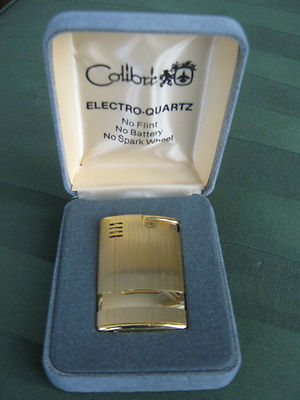 Colibri
ELECTRO-QUARTZ
No Flint
No Battery
No Spark Wheel